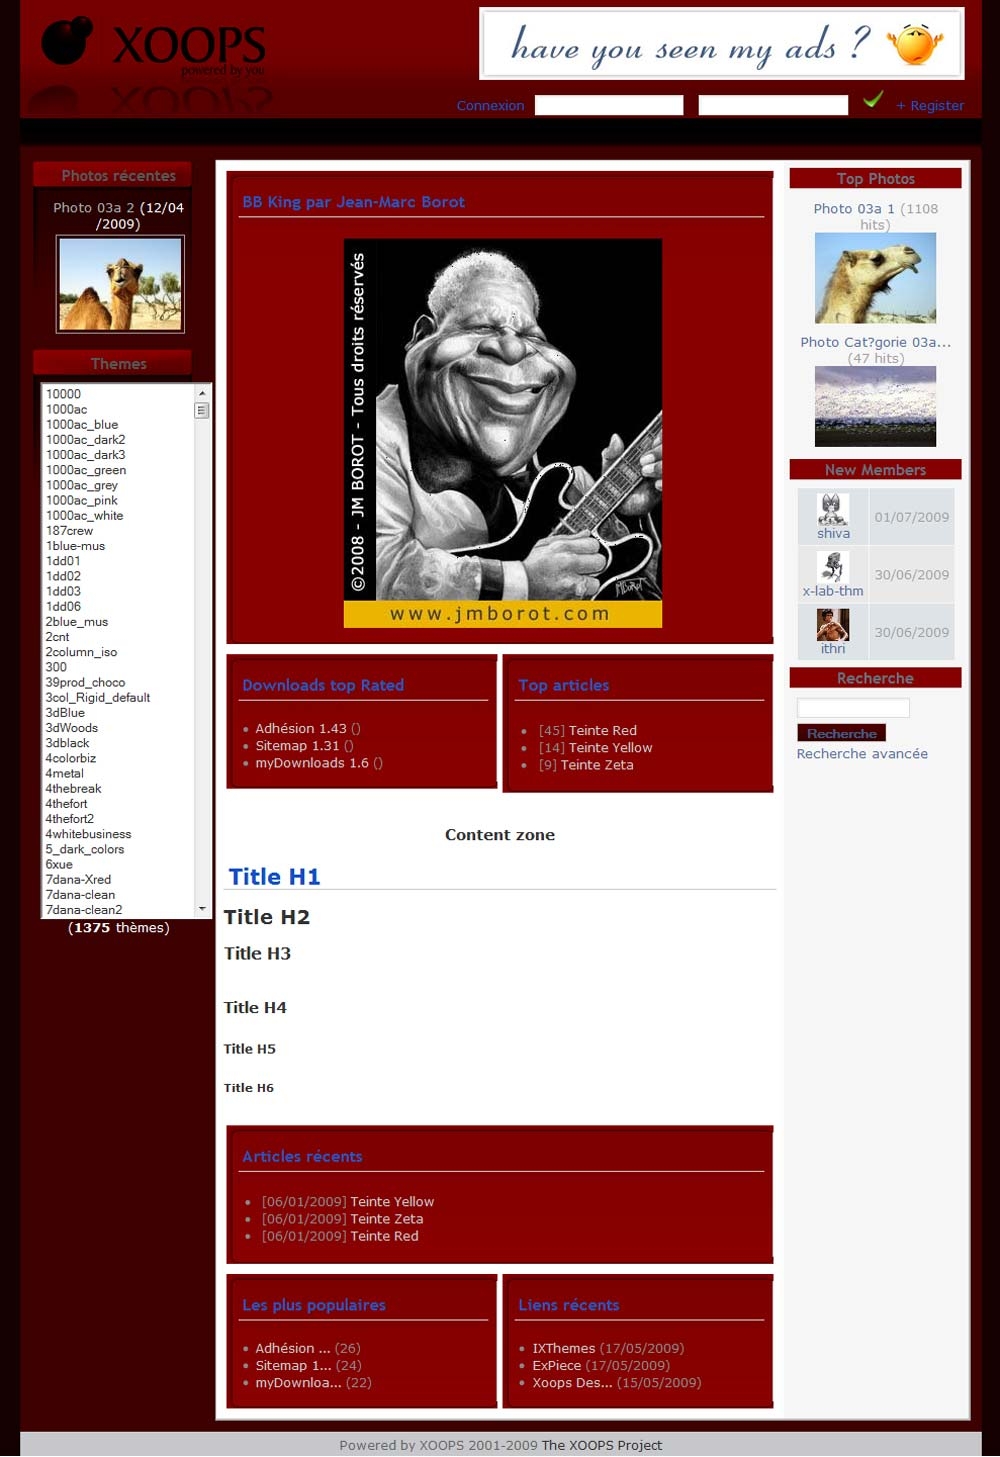 XOOPS
powered by you
have you seen my ads ?
Connexion
+ Register
Photos récentes
Photo 03a 2 (12/04
/2009)
Themes
10000
1000ac
1000ac_blue
1000ac_dark2
1000ac_dark3
1000ac_green
1000ac_grey
1000ac_pink
1000ac_white
187crew
1blue-mus
1dd01
1dd02
1dd03
1dd06
2blue_mus
2cnt
2column_iso
300
39prod_choco
3col_Rigid_default
3dBlue
3dWoods
3dblack
4colorbiz
4metal
4thebreak
4thefort
4thefort2
4whitebusiness
5_dark_colors
6xue
7dana-Xred
7dana-clean
7dana-clean2
(1375 thèmes)
BB King par Jean-Marc Borot
©2008 - JM BOROT - Tous droits réservés
JMBOROT
www.jmborot.com
Downloads top Rated
Adhésion 1.43 ()
Sitemap 1.31 ()
myDownloads 1.6 ()
Top articles
[45] Teinte Red
[14] Teinte Yellow
[9] Teinte Zeta
Content zone
Title H1
Title H2
Title H3
Title H4
Title H5
Title H6
Articles récents
[06/01/2009] Teinte Yellow
[06/01/2009] Teinte Zeta
[06/01/2009] Teinte Red
Les plus populaires
Adhésion ... (26)
Sitemap 1... (24)
myDownloa... (22)
Liens récents
IXThemes (17/05/2009)
ExPiece (17/05/2009)
Xoops Des... (15/05/2009)
Top Photos
Photo 03a 1 (1108
hits)
Photo Cat?gorie 03a...
(47 hits)
New Members
shiva 01/07/2009
x-lab-thm 30/06/2009
ithri 30/06/2009
Recherche
Recherche
Recherche avancée
Powered by XOOPS 2001-2009 The XOOPS Project